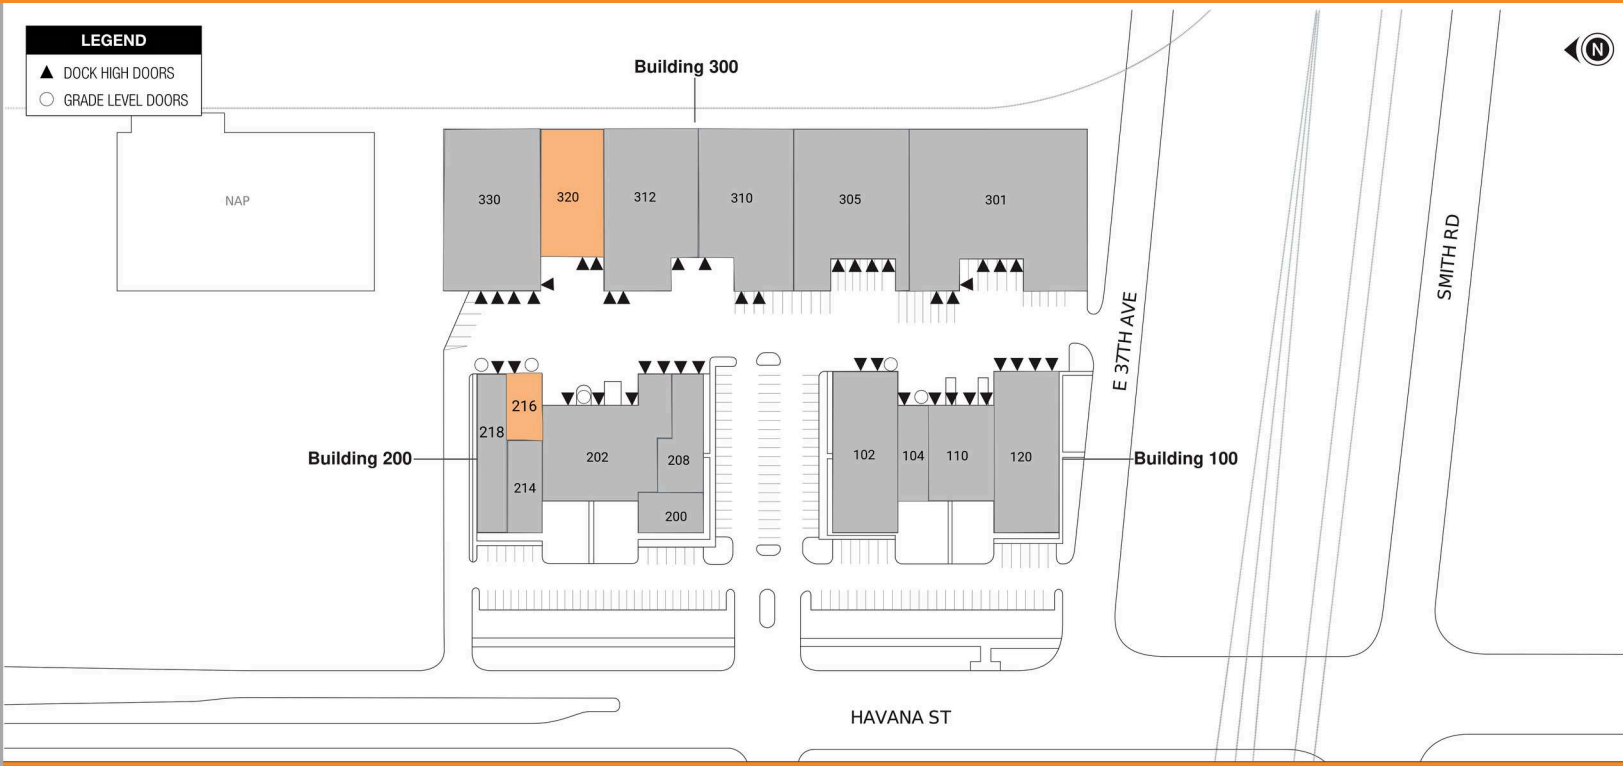 LEGEND
DOCK HIGH DOORS
GRADE LEVEL DOORS
N
Building 300
NAP
330
320
312
310
305
301
SMITH RD
E 37TH AVE
216
218
202
208
214
200
Building 200
102
104
110
120
Building 100
HAVANA ST